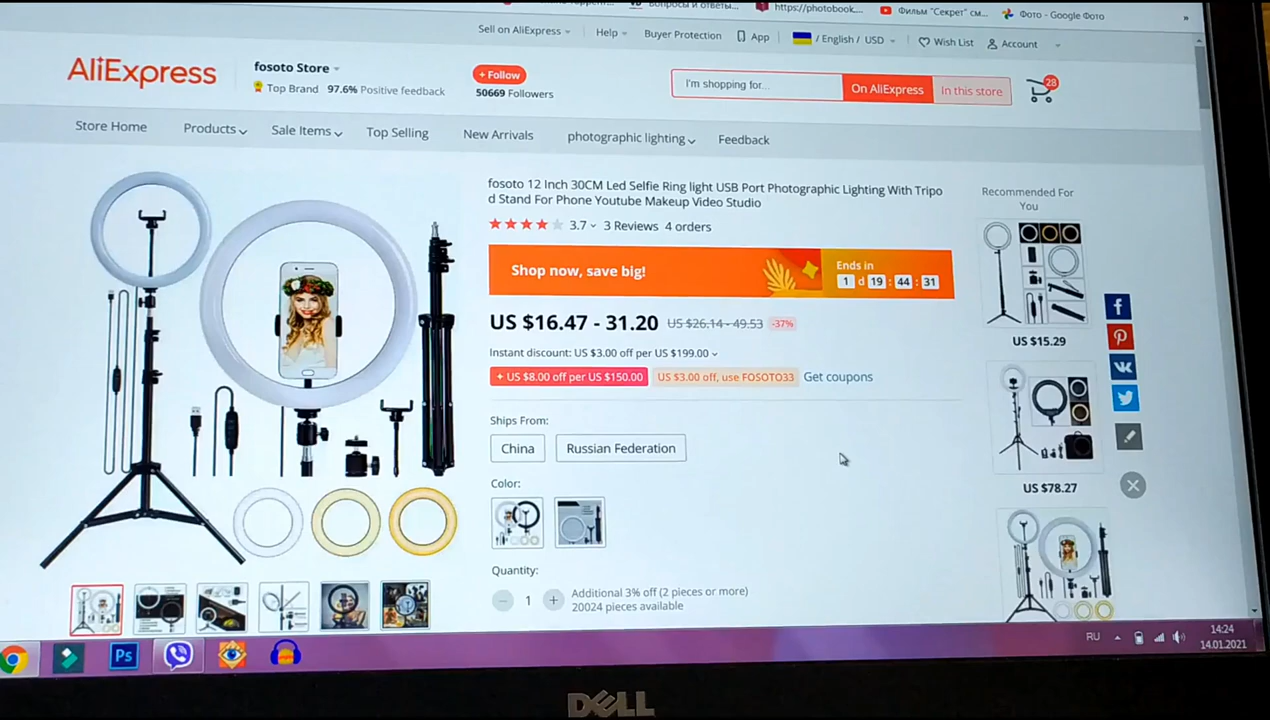 Вопросы и ответы...
https://photobook....
Фильм "Секрет" см...
Фото - Google Фото
»
Sell on AliExpress
Help
Buyer Protection
App
/ English / USD
Wish List
Account
AliExpress
fosoto Store
Top Brand 97.6% Positive feedback
+ Follow
50669 Followers
I'm shopping for...
On AliExpress
In this store
28
Store Home
Products
Sale Items
Top Selling
New Arrivals
photographic lighting
Feedback
fosoto 12 Inch 30CM Led Selfie Ring light USB Port Photographic Lighting With Tripo
d Stand For Phone Youtube Makeup Video Studio
3.7 3 Reviews 4 orders
Shop now, save big!
Ends in
1 d 19 : 44 : 31
US $16.47 - 31.20 US $26.14 - 49.53 -37%
Instant discount: US $3.00 off per US $199.00
+ US $8.00 off per US $150.00 US $3.00 off, use FOSOTO33 Get coupons
Ships From:
China
Russian Federation
Color:
Quantity:
− 1 +
Additional 3% off (2 pieces or more)
20024 pieces available
Recommended For
You
US $15.29
US $78.27
f
Ps
RU
14:24
14.01.2021
DELL